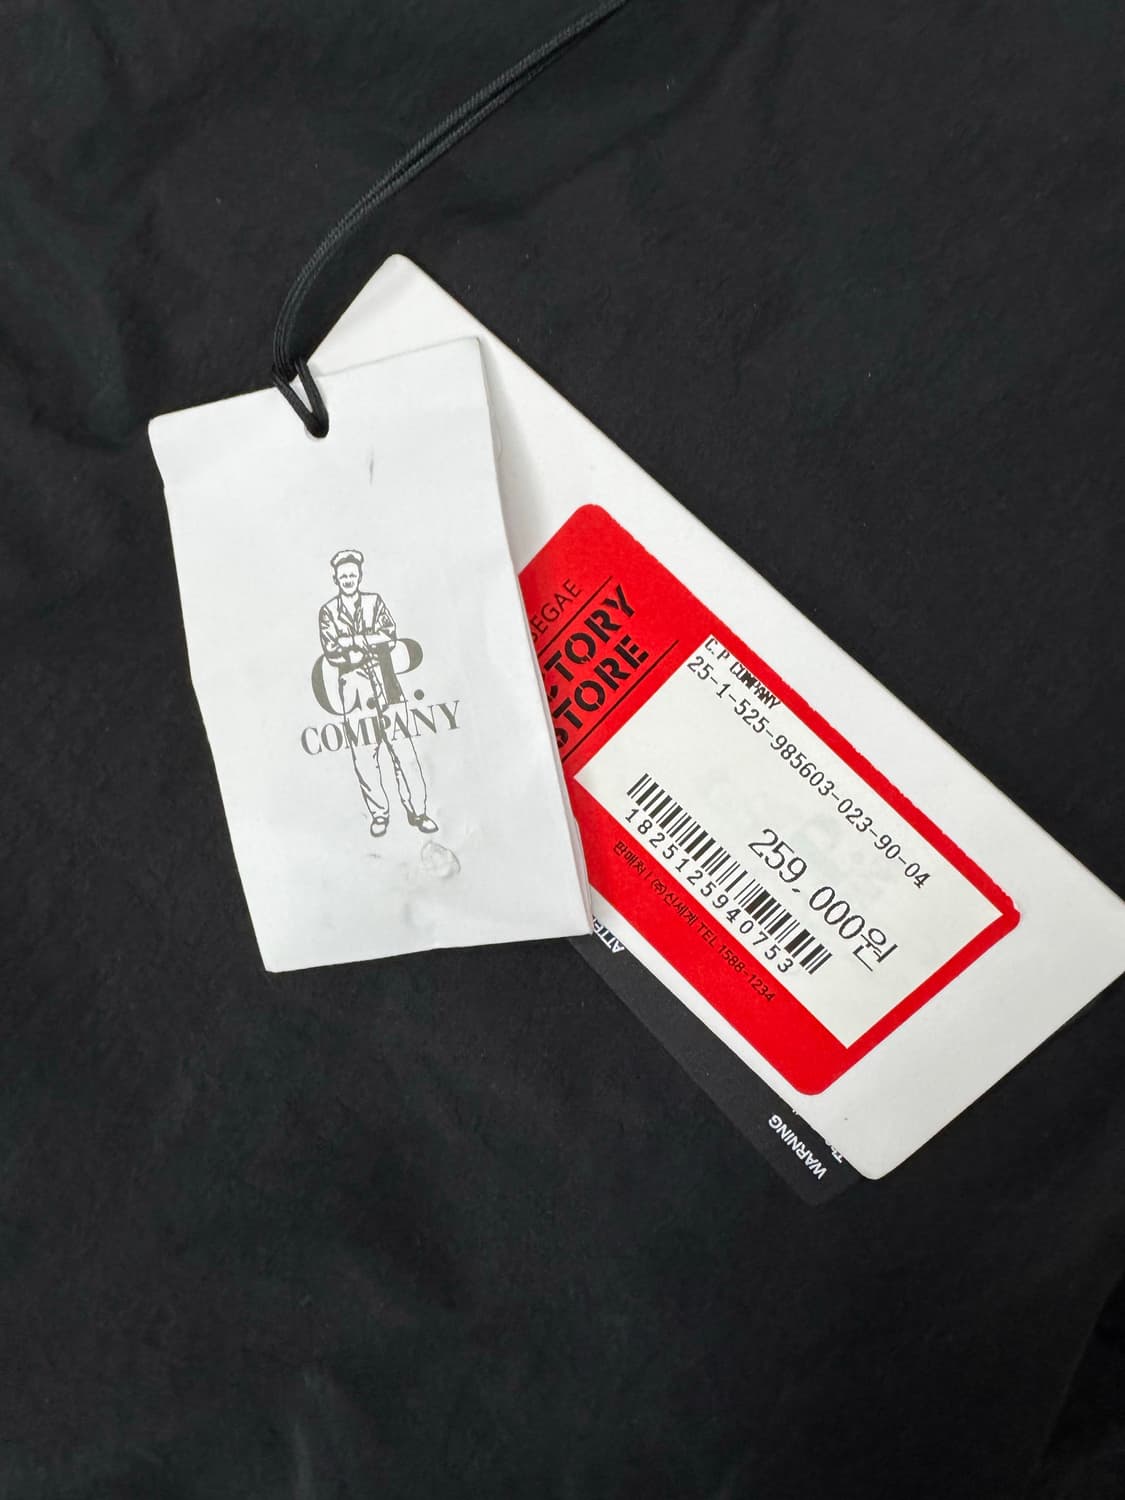 C.P.
COMPANY
SEGAE
CTORY
STORE
C.P. COMPANY
25-1-525-985603-023-90-04
259,000원
1825125940753
판매처 | ㈜신세계 TEL 1588-1234
ATTE
WARNING